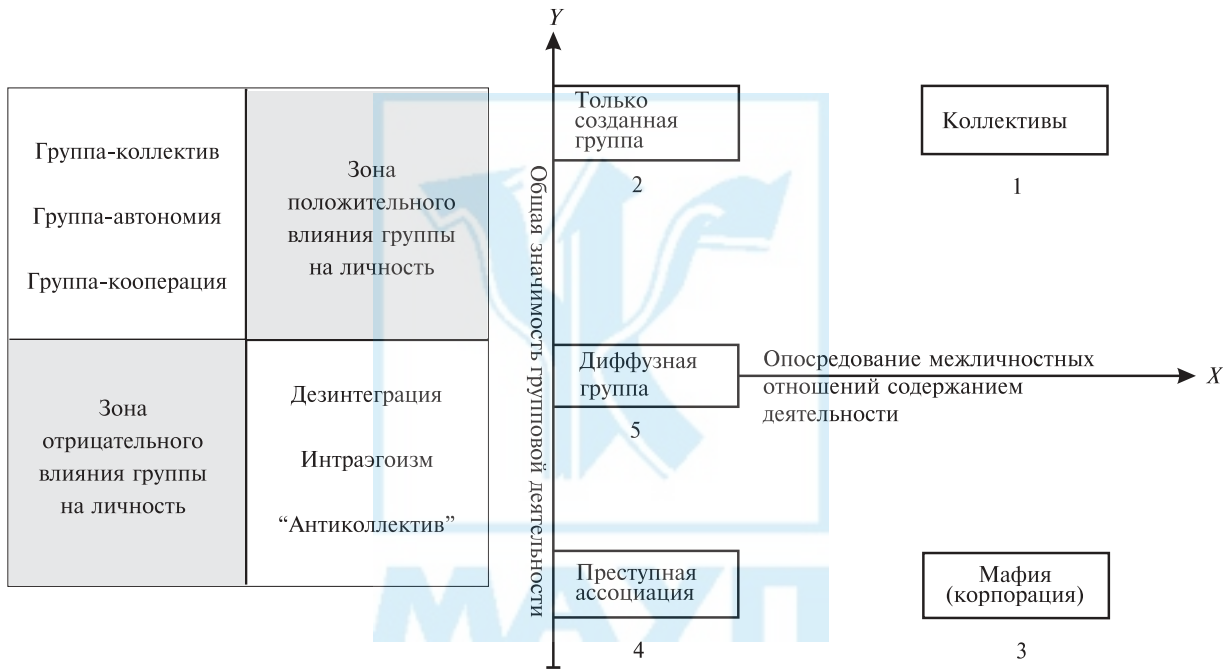 Группа-коллектив
Группа-автономия
Группа-кооперация
Зона
положительного
влияния группы
на личность
Зона
отрицательного
влияния группы
на личность
Дезинтеграция
Интраэгоизм
“Антиколлектив”
Y
Общая значимость групповой деятельности
Только
созданная
группа
2
Коллективы
1
Диффузная
группа
5
Опосредование межличностных
отношений содержанием
деятельности
X
Преступная
ассоциация
4
Мафия
(корпорация)
3
МАУП